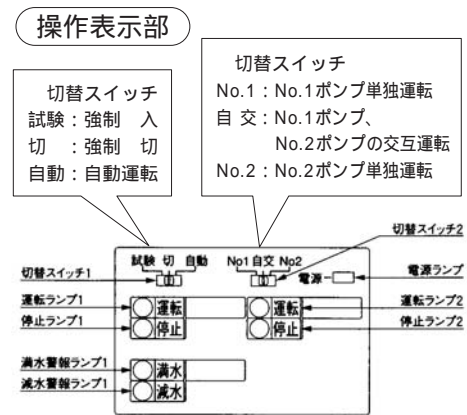 操作表示部
切替スイッチ
試験：強制　入
切　：強制　切
自動：自動運転
切替スイッチ
No.1：No.1ポンプ単独運転
自 交：No.1ポンプ、
No.2ポンプの交互運転
No.2：No.2ポンプ単独運転
切替スイッチ2
試験 切 自動
No1 自交 No2
切替スイッチ1
電源
電源ランプ
運転ランプ1
運転
運転
運転ランプ2
停止ランプ1
停止
停止
停止ランプ2
満水警報ランプ1
満水
減水警報ランプ1
減水